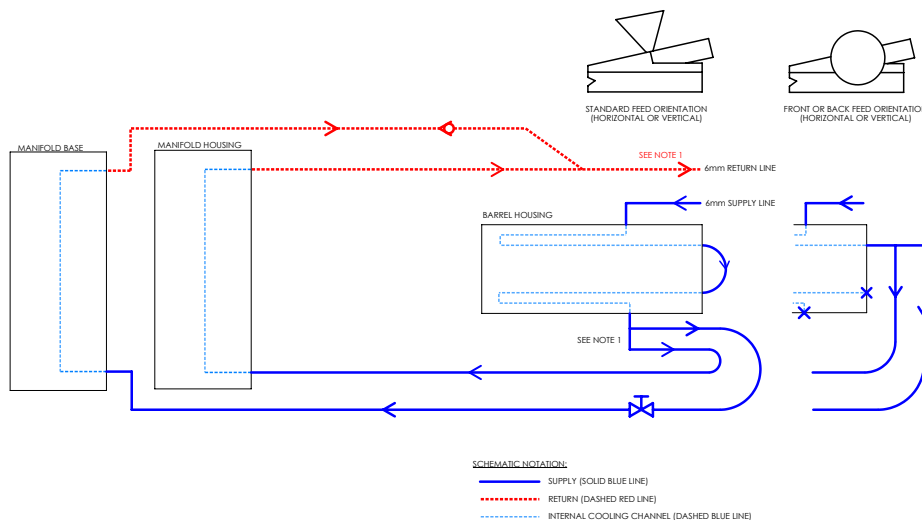 STANDARD FEED ORIENTATION
(HORIZONTAL OR VERTICAL)
FRONT OR BACK FEED ORIENTATION
(HORIZONTAL OR VERTICAL)
MANIFOLD BASE
MANIFOLD HOUSING
SEE NOTE 1
6mm RETURN LINE
6mm SUPPLY LINE
BARREL HOUSING
SEE NOTE 1
SCHEMATIC NOTATION:
SUPPLY (SOLID BLUE LINE)
RETURN (DASHED RED LINE)
INTERNAL COOLING CHANNEL (DASHED BLUE LINE)